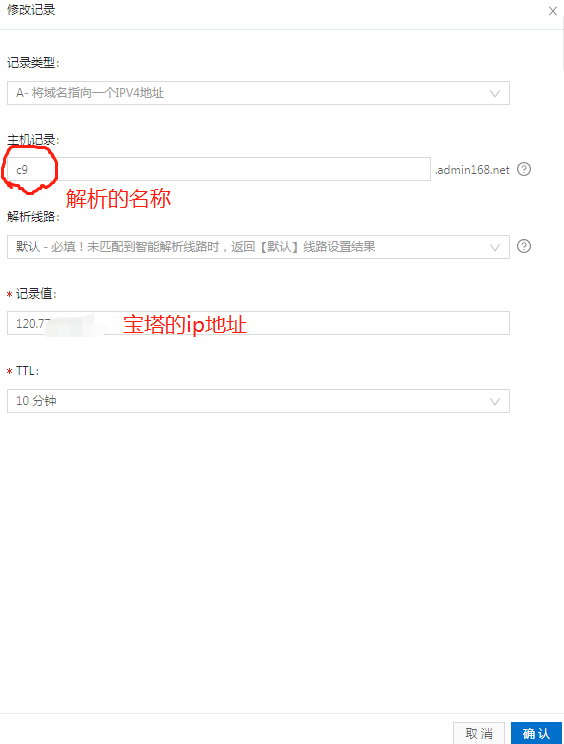 修改记录
记录类型：
A- 将域名指向一个IPV4地址
主机记录：
c9
.admin168.net
解析的名称
解析线路：
默认 - 必填！未匹配到智能解析线路时，返回【默认】线路设置结果
* 记录值：
120.77
宝塔的ip地址
* TTL：
10 分钟
取消
确认